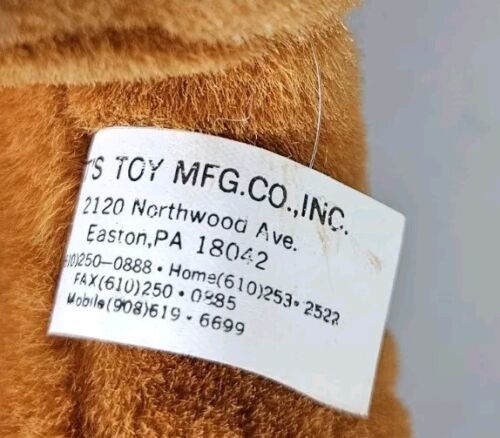 'S TOY MFG.CO.,INC.
2120 Northwood Ave.
Easton,PA 18042
10)250-0888 • Home(610)253•2522
FAX(610)250 • 0885
Mobile(908)619 • 6699